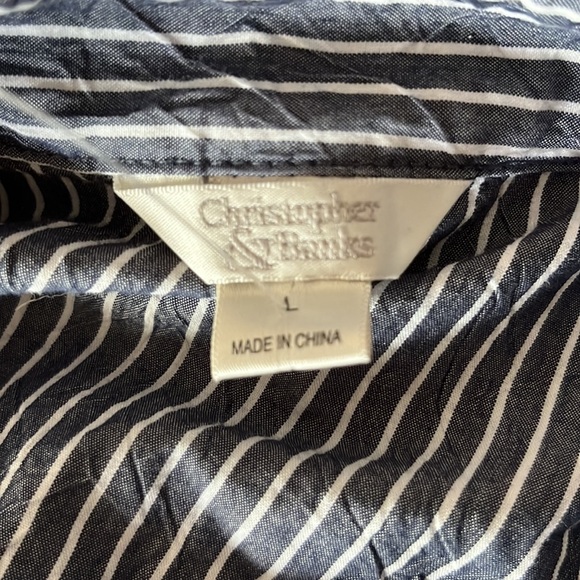 Christopher
& Banks
L
MADE IN CHINA